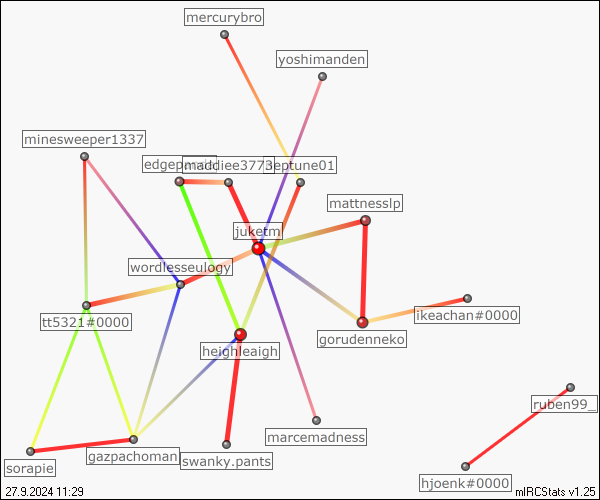 mercurybro
yoshimanden
minesweeper1337
maddiee3773
mattnesslp
juketm
wordlesseulogy
ikeachan#0000
tt5321#0000
gorudenneko
heighleaigh
ruben99_
marcemadness
gazpachoman
swanky.pants
sorapie
hjoenk#0000
27.9.2024 11:29
mIRCStats v1.25